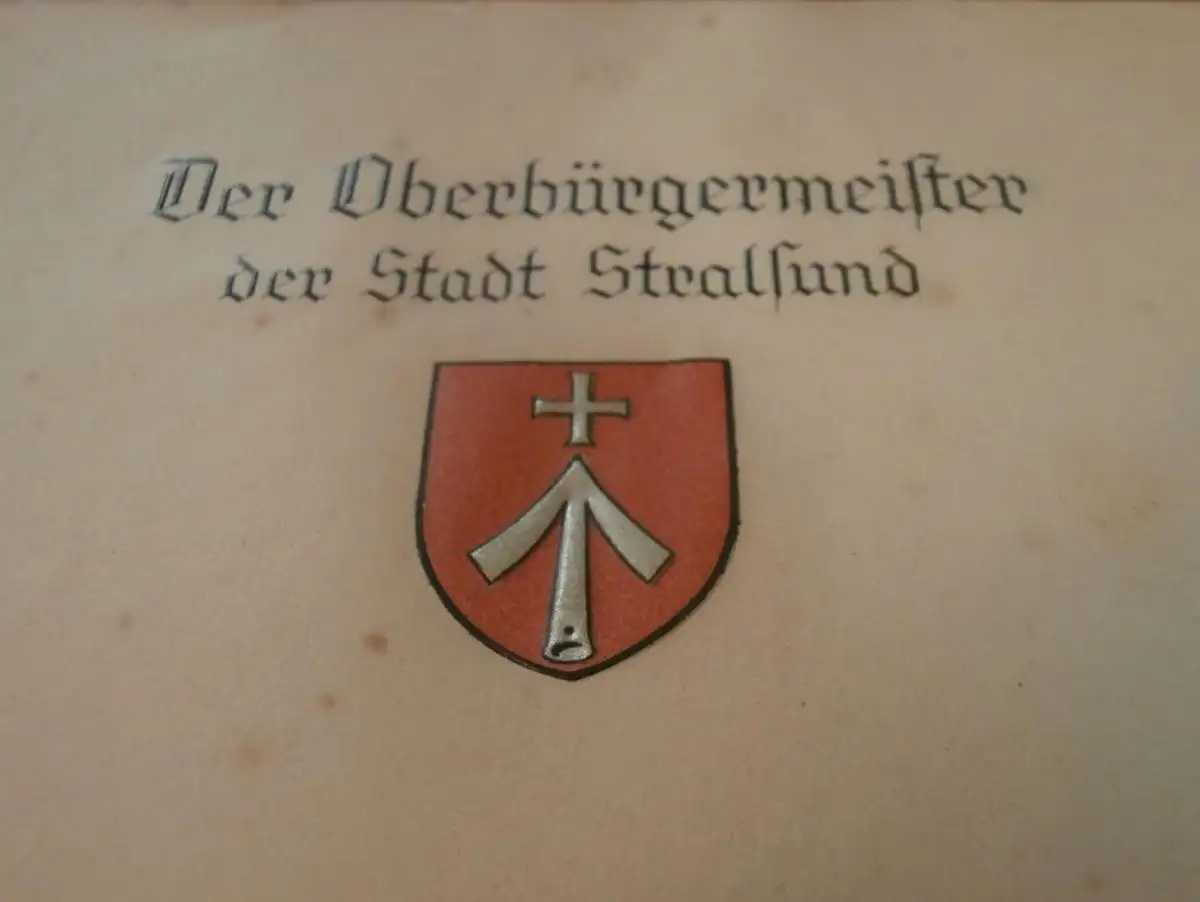 Der Oberbürgermeiſter
der Stadt Stralſund